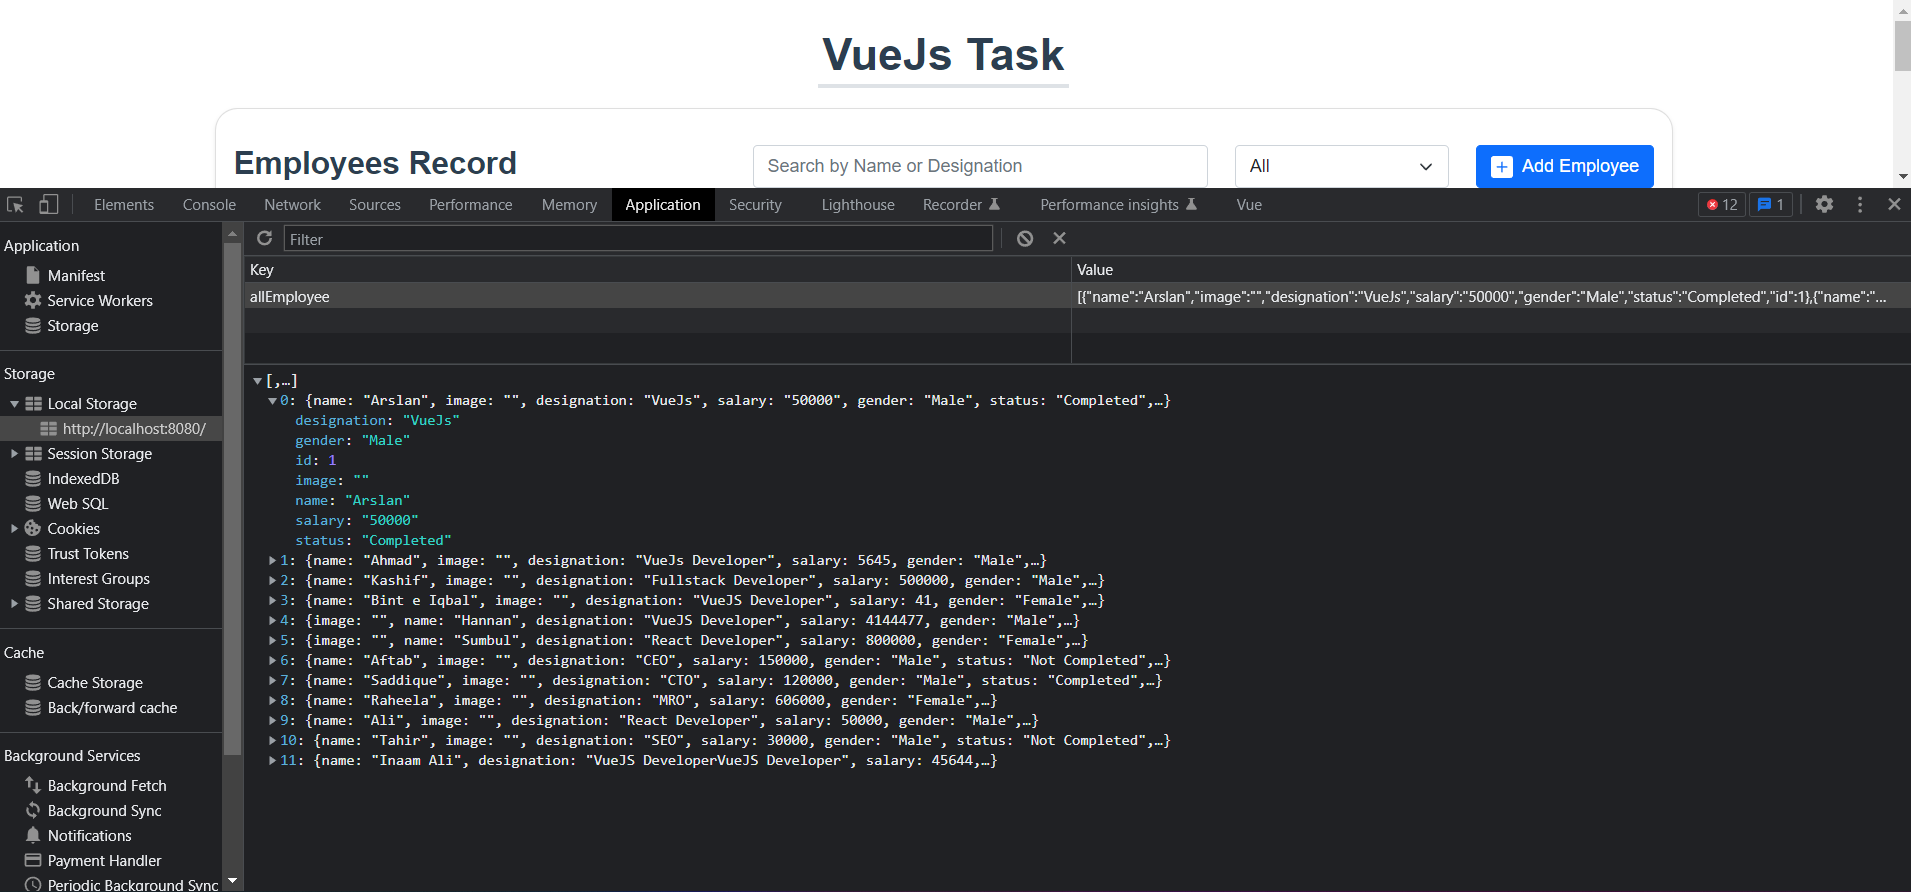 VueJs Task
Employees Record
Search by Name or Designation
All
Add Employee
Elements Console Network Sources Performance Memory Application Security Lighthouse Recorder Performance insights Vue 12 1
Application
Manifest
Service Workers
Storage
Storage
Local Storage
http://localhost:8080/
Session Storage
IndexedDB
Web SQL
Cookies
Trust Tokens
Interest Groups
Shared Storage
Cache
Cache Storage
Back/forward cache
Background Services
Background Fetch
Background Sync
Notifications
Payment Handler
Periodic Background Sync
Filter
Key Value
allEmployee [{"name":"Arslan","image":"","designation":"VueJs","salary":"50000","gender":"Male","status":"Completed","id":1},{"name":"...
[,…]
0: {name: "Arslan", image: "", designation: "VueJs", salary: "50000", gender: "Male", status: "Completed",…}
designation: "VueJs"
gender: "Male"
id: 1
image: ""
name: "Arslan"
salary: "50000"
status: "Completed"
1: {name: "Ahmad", image: "", designation: "VueJs Developer", salary: 5645, gender: "Male",…}
2: {name: "Kashif", image: "", designation: "Fullstack Developer", salary: 500000, gender: "Male",…}
3: {name: "Bint e Iqbal", image: "", designation: "VueJS Developer", salary: 41, gender: "Female",…}
4: {image: "", name: "Hannan", designation: "VueJS Developer", salary: 4144477, gender: "Male",…}
5: {image: "", name: "Sumbul", designation: "React Developer", salary: 800000, gender: "Female",…}
6: {name: "Aftab", image: "", designation: "CEO", salary: 150000, gender: "Male", status: "Not Completed",…}
7: {name: "Saddique", image: "", designation: "CTO", salary: 120000, gender: "Male", status: "Completed",…}
8: {name: "Raheela", image: "", designation: "MRO", salary: 606000, gender: "Female",…}
9: {name: "Ali", image: "", designation: "React Developer", salary: 50000, gender: "Male",…}
10: {name: "Tahir", image: "", designation: "SEO", salary: 30000, gender: "Male", status: "Not Completed",…}
11: {name: "Inaam Ali", designation: "VueJS DeveloperVueJS Developer", salary: 45644,…}